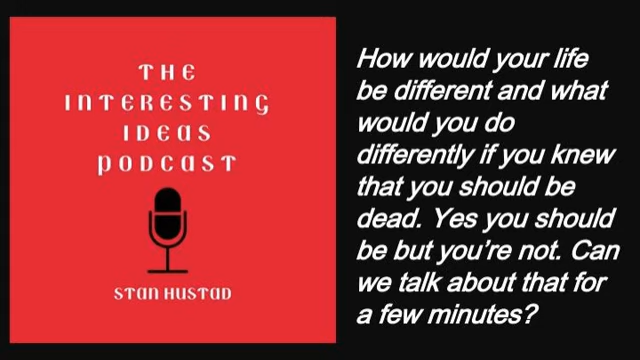 THE
INTERESTING
IDEAS
PODCAST
STAN HUSTAD
How would your life
be different and what
would you do
differently if you knew
that you should be
dead. Yes you should
be but you’re not. Can
we talk about that for
a few minutes?